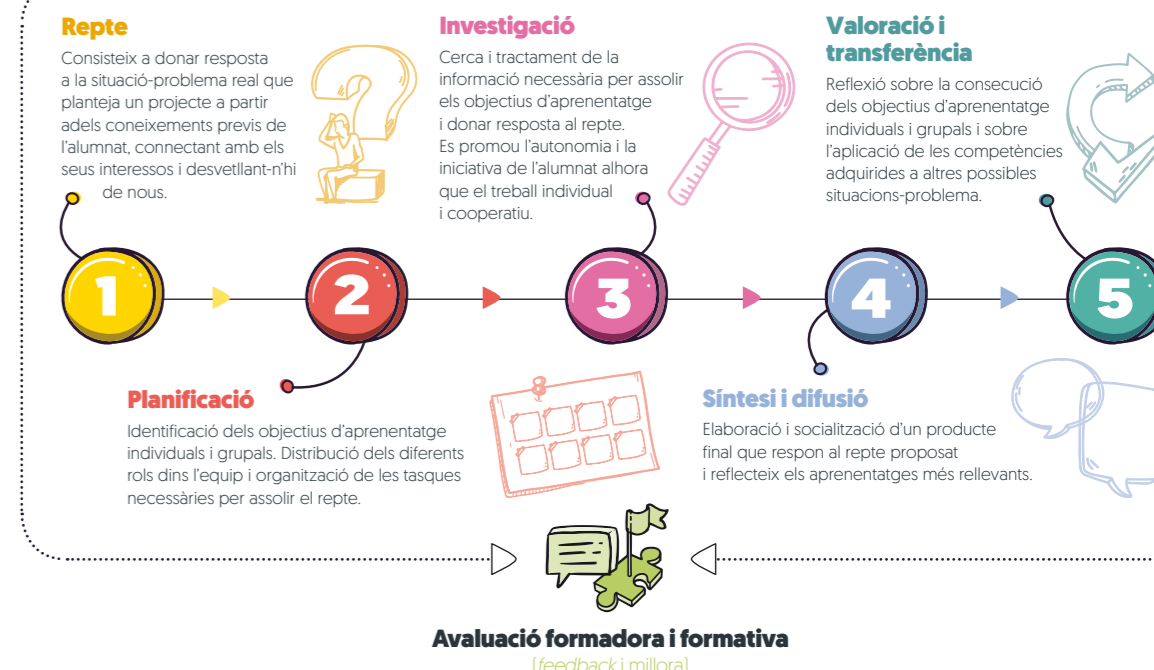 Repte
Consisteix a donar resposta
a la situació-problema real que
planteja un projecte a partir
adels coneixements previs de
l'alumnat, connectant amb els
seus interessos i desvetllant-n'hi
de nous.
Investigació
Cerca i tractament de la
informació necessària per assolir
els objectius d'aprenentatge
i donar resposta al repte.
Es promou l'autonomia i la
iniciativa de l'alumnat alhora
que el treball individual
i cooperatiu.
Valoració i
transferència
Reflexió sobre la consecució
dels objectius d'aprenentatge
individuals i grupals i sobre
l'aplicació de les competències
adquirides a altres possibles
situacions-problema.
1
2
3
4
5
Planificació
Identificació dels objectius d'aprenentatge
individuals i grupals. Distribució dels diferents
rols dins l'equip i organització de les tasques
necessàries per assolir el repte.
Síntesi i difusió
Elaboració i socialització d'un producte
final que respon al repte proposat
i reflecteix els aprenentatges més rellevants.
Avaluació formadora i formativa
(feedback i millora)